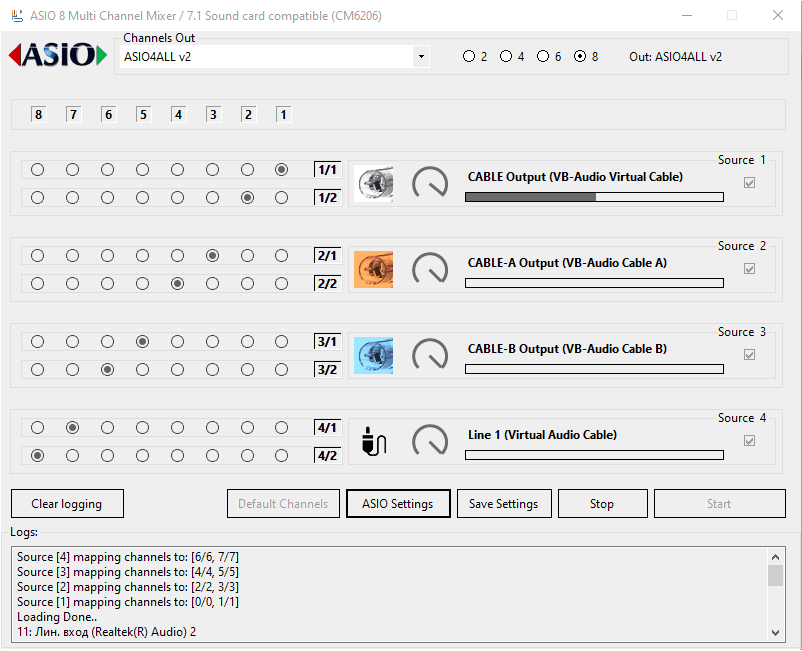 ASIO 8 Multi Channel Mixer / 7.1 Sound card compatible (CM6206)
ASIO
Channels Out
ASIO4ALL v2
2 4 6 8
Out: ASIO4ALL v2
8 7 6 5 4 3 2 1
Source 1
1/1
CABLE Output (VB-Audio Virtual Cable)
1/2
Source 2
2/1
CABLE-A Output (VB-Audio Cable A)
2/2
Source 3
3/1
CABLE-B Output (VB-Audio Cable B)
3/2
Source 4
4/1
Line 1 (Virtual Audio Cable)
4/2
Clear logging Default Channels ASIO Settings Save Settings Stop Start
Logs:
Source [4] mapping channels to: [6/6, 7/7]
Source [3] mapping channels to: [4/4, 5/5]
Source [2] mapping channels to: [2/2, 3/3]
Source [1] mapping channels to: [0/0, 1/1]
Loading Done..
11: Лин. вход (Realtek(R) Audio) 2